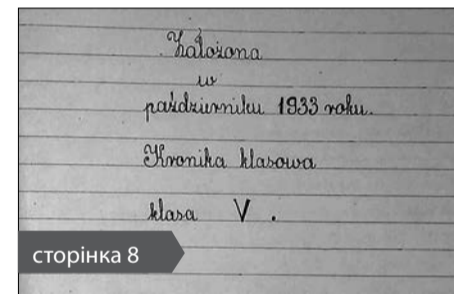 Założona
w
październiku 1933 roku.
Kronika klasowa
klasa V.
сторінка 8